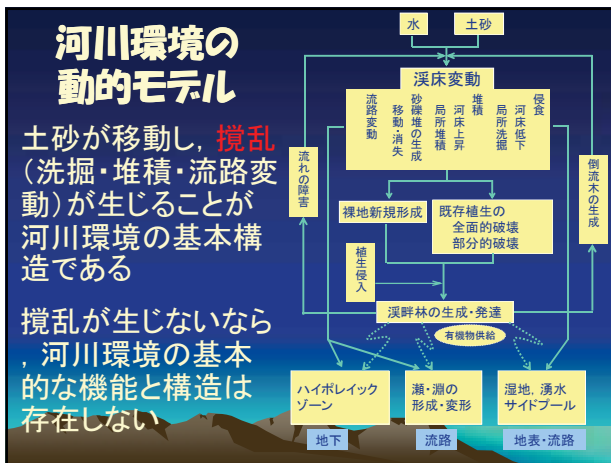 河川環境の
動的モデル
土砂が移動し，撹乱
（洗掘・堆積・流路変
動）が生じることが
河川環境の基本構
造である
撹乱が生じないなら
，河川環境の基本
的な機能と構造は
存在しない
水
土砂
渓床変動
侵食
河床低下
局所洗掘
堆積
河床上昇
局所堆積
砂礫堆の生成
移動・消失
流路変動
流れの障害
倒流木の生成
裸地新規形成
既存植生の
全面的破壊
部分的破壊
植生侵入
渓畔林の生成・発達
有機物供給
ハイポレイック
ゾーン
瀬・淵の
形成・変形
湿地，湧水
サイドプール
地下
流路
地表・流路